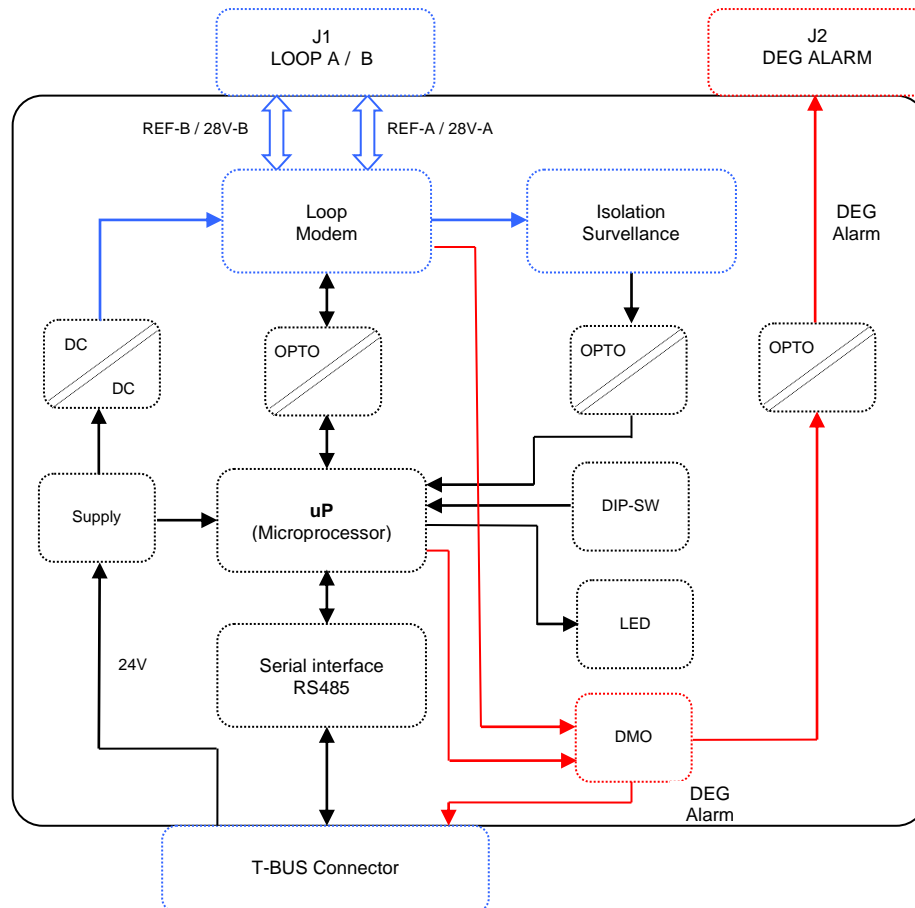 J1
LOOP A / B
J2
DEG ALARM
REF-B / 28V-B
REF-A / 28V-A
Loop
Modem
Isolation
Survellance
DEG
Alarm
DC
DC
OPTO
OPTO
OPTO
Supply
uP
(Microprocessor)
DIP-SW
LED
24V
Serial interface
RS485
DMO
DEG
Alarm
T-BUS Connector